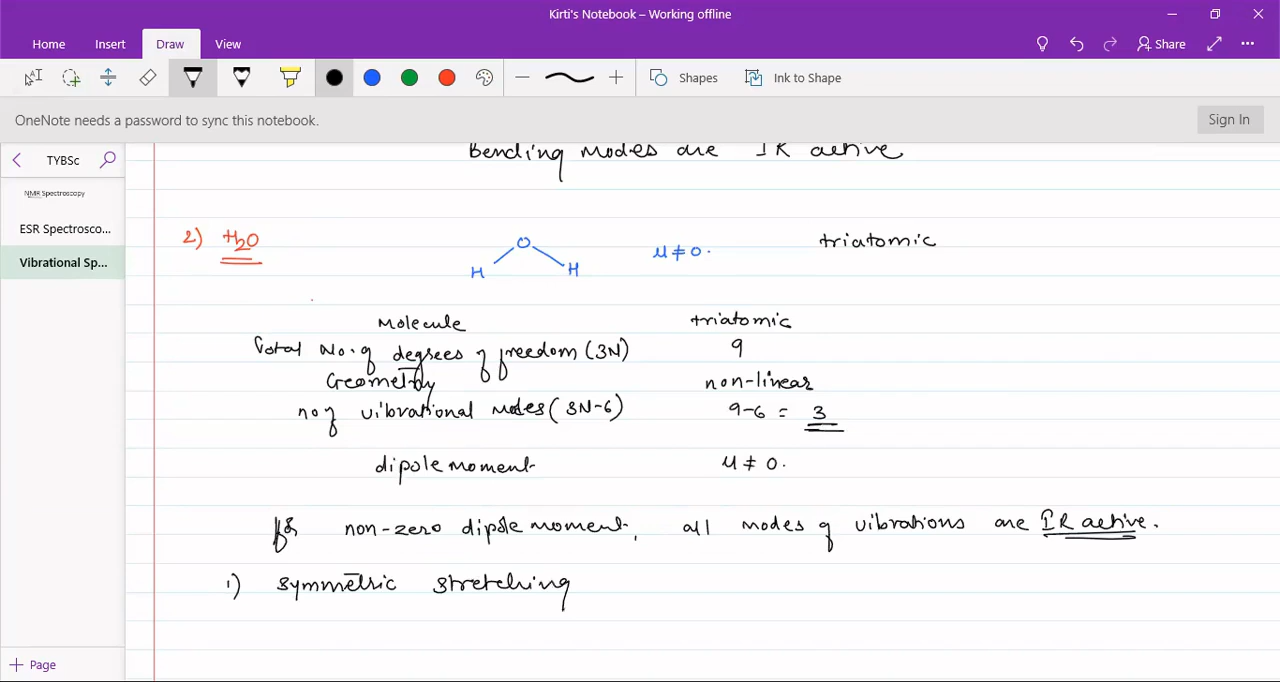 Kirti's Notebook – Working offline
Home Insert Draw View Share
Shapes Ink to Shape
OneNote needs a password to sync this notebook. Sign In
TYBSc
NMR Spectroscopy
ESR Spectrosco...
Vibrational Sp...
Page
Bending modes are IR active
2) H2O
O
H H
μ ≠ 0.
triatomic
Molecule triatomic
Total No. of degrees of freedom (3N) 9
Geometry non-linear
no of vibrational modes (3N-6) 9-6 = 3
dipole moment μ ≠ 0.
for non-zero dipole moment, all modes of vibrations are IR active.
1) symmetric stretching